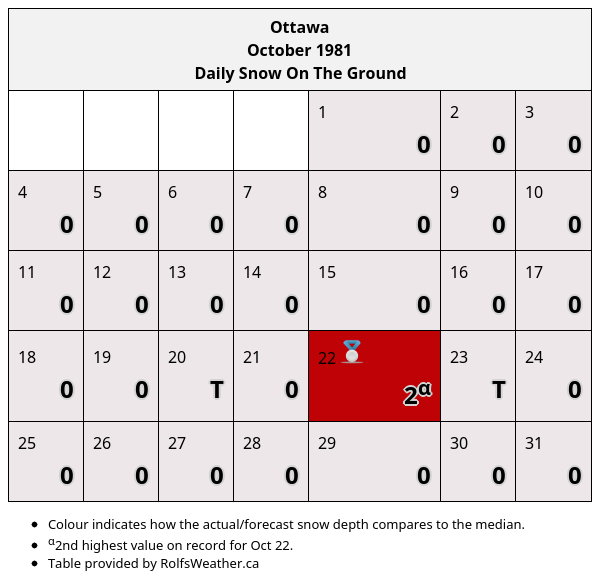 Ottawa
October 1981
Daily Snow On The Ground
1 2 3
0 0 0
4 5 6 7 8 9 10
0 0 0 0 0 0 0
11 12 13 14 15 16 17
0 0 0 0 0 0 0
18 19 20 21 22 23 24
0 0 T 0 2α T 0
25 26 27 28 29 30 31
0 0 0 0 0 0 0
Colour indicates how the actual/forecast snow depth compares to the median.
α2nd highest value on record for Oct 22.
Table provided by RolfsWeather.ca